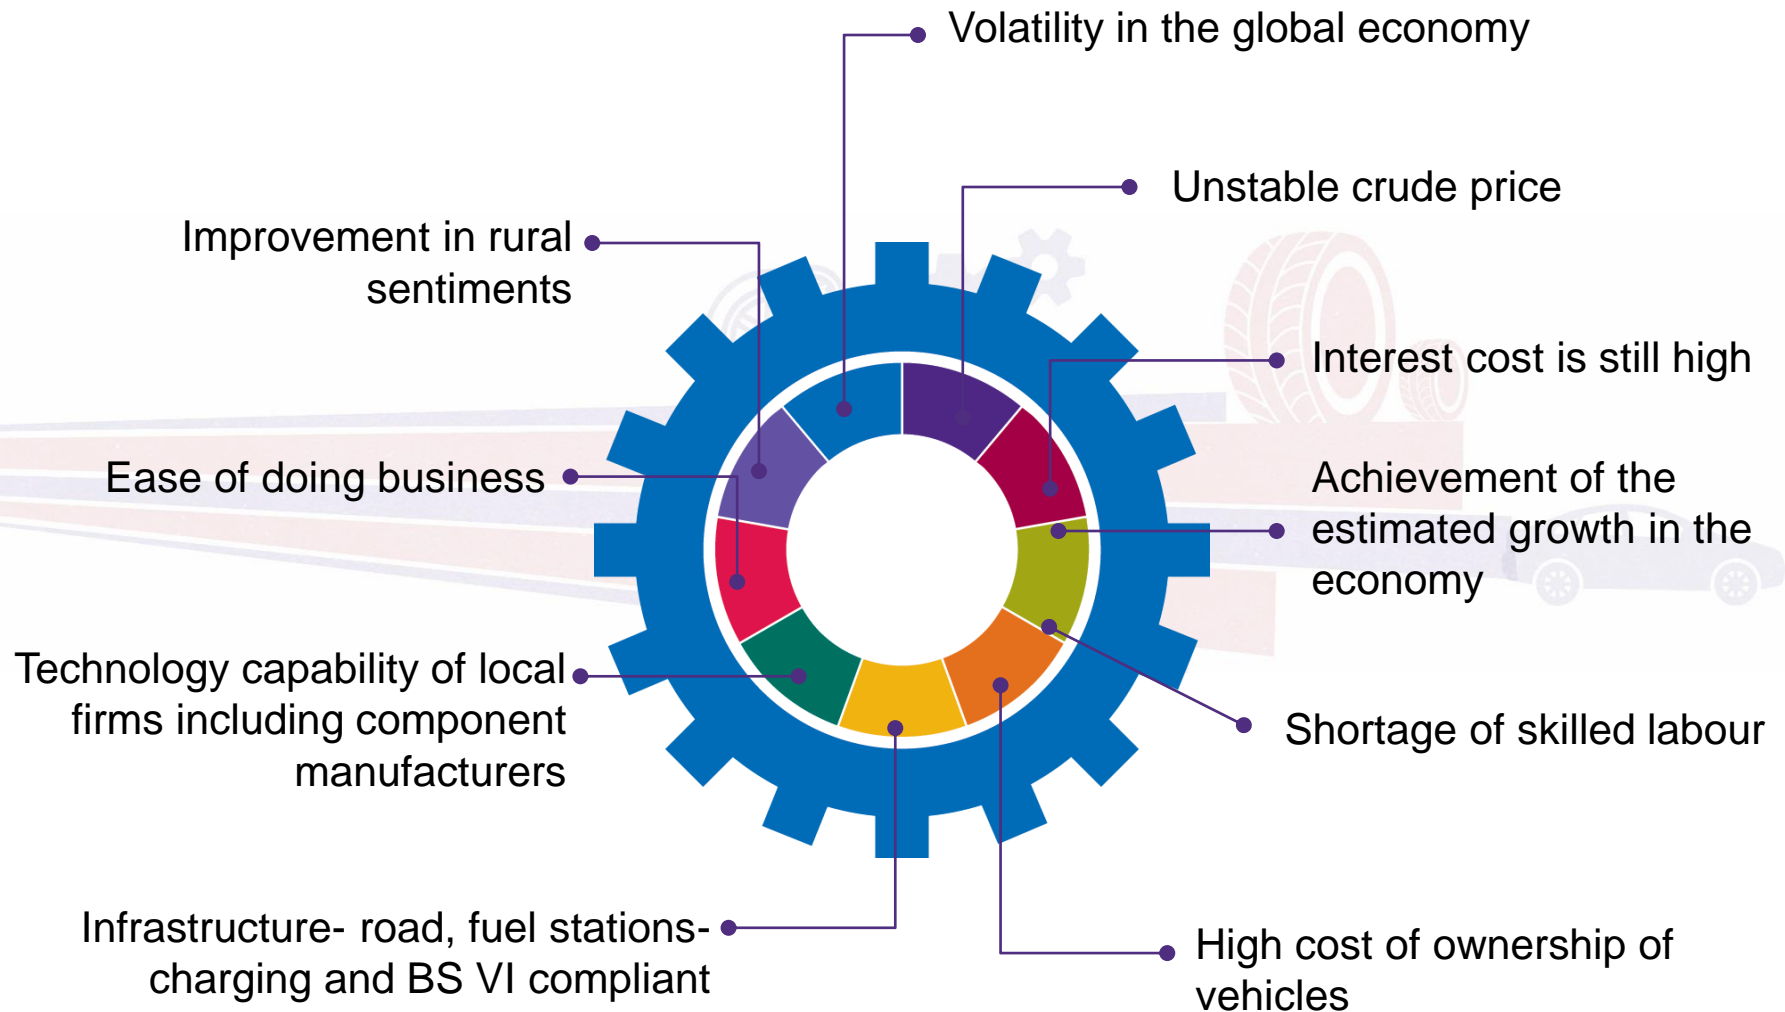 Volatility in the global economy
Unstable crude price
Improvement in rural
sentiments
Interest cost is still high
Ease of doing business
Achievement of the
estimated growth in the
economy
Technology capability of local
firms including component
manufacturers
Shortage of skilled labour
Infrastructure- road, fuel stations-
charging and BS VI compliant
High cost of ownership of
vehicles